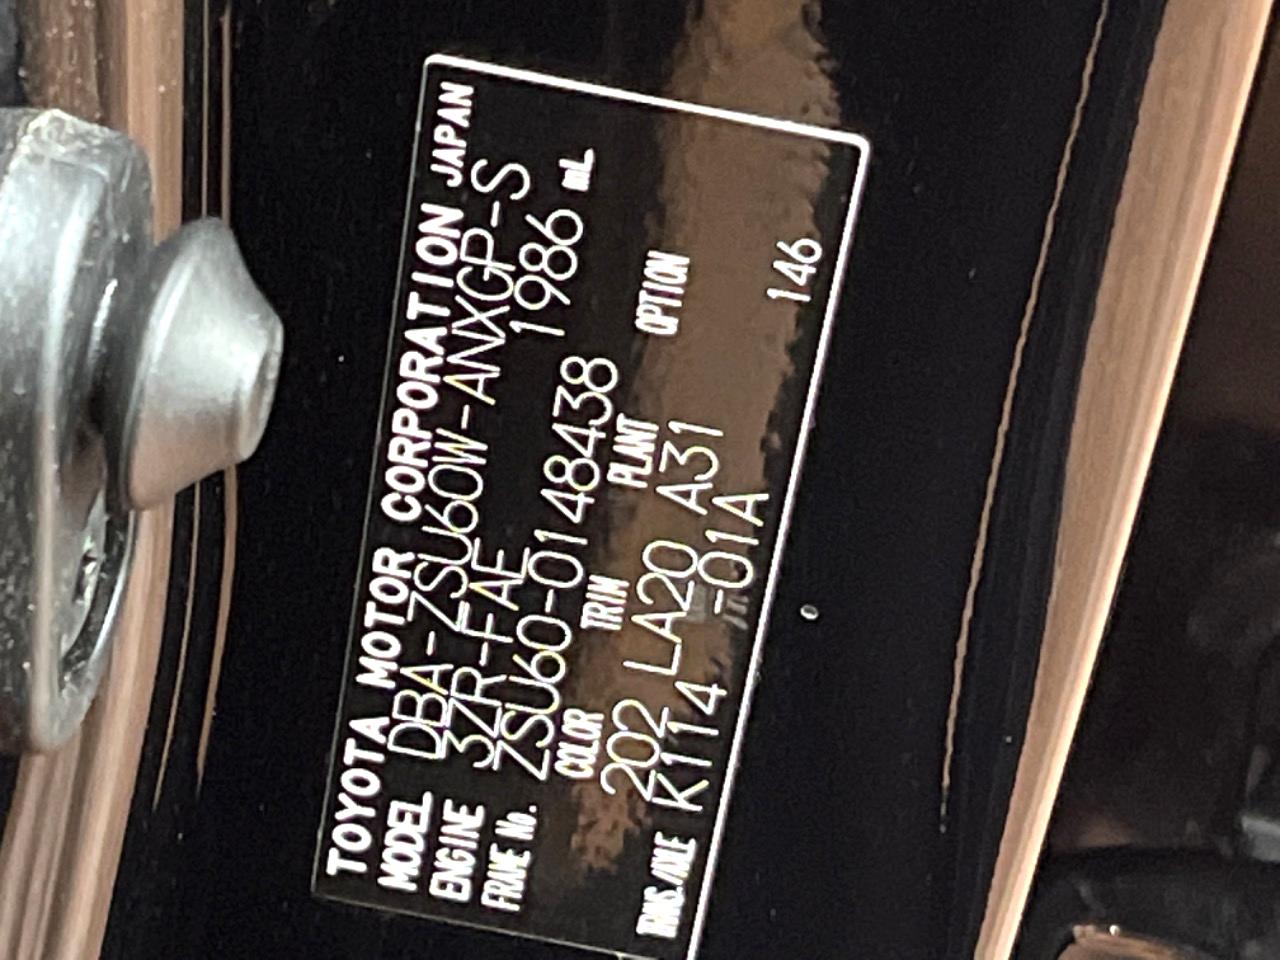 TOYOTA MOTOR CORPORATION JAPAN
MODEL DBA-ZSU60W-ANXGP-S
ENGINE 3ZR-FAE 1986 mL
FRAME No. ZSU60-0148438
COLOR TRIM PLANT OPTION
202 LA20 A31
TRANS./AXLE K114 -01A 146